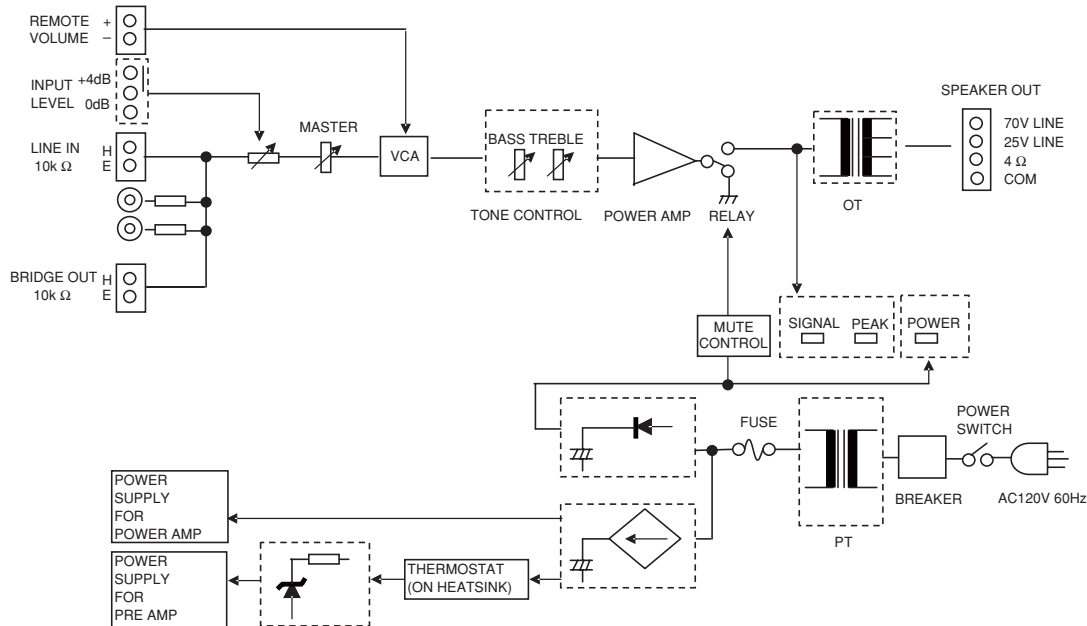 REMOTE +
VOLUME −
INPUT +4dB
LEVEL 0dB
LINE IN H
10k Ω E
BRIDGE OUT H
10k Ω E
MASTER
VCA
BASS TREBLE
TONE CONTROL
POWER AMP
RELAY
OT
SPEAKER OUT
70V LINE
25V LINE
4 Ω
COM
MUTE
CONTROL
SIGNAL
PEAK
POWER
FUSE
PT
BREAKER
POWER
SWITCH
AC120V 60Hz
POWER
SUPPLY
FOR
POWER AMP
POWER
SUPPLY
FOR
PRE AMP
THERMOSTAT
(ON HEATSINK)